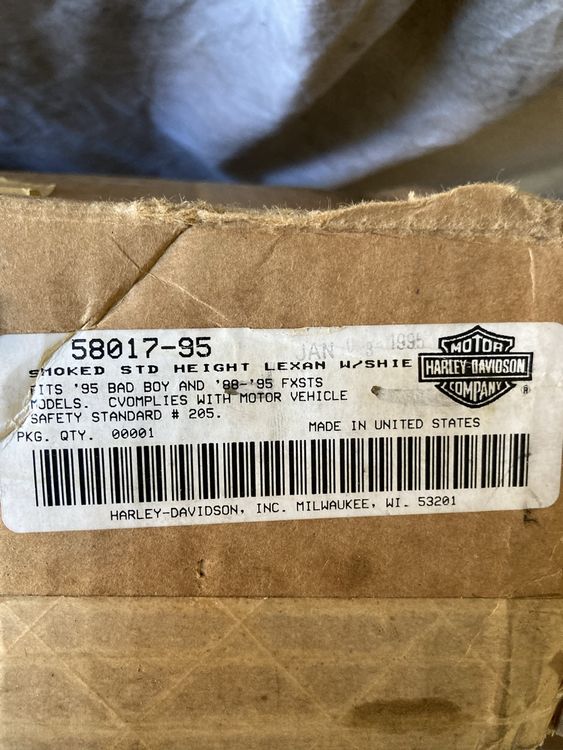 58017-95
JAN 1995
SMOKED STD HEIGHT LEXAN W/SHIE
FITS '95 BAD BOY AND '88-'95 FXSTS
MODELS. CVOMPLIES WITH MOTOR VEHICLE
SAFETY STANDARD # 205.
PKG. QTY. 00001
MADE IN UNITED STATES
HARLEY-DAVIDSON, INC. MILWAUKEE, WI. 53201
MOTOR
HARLEY-DAVIDSON
COMPANY
®